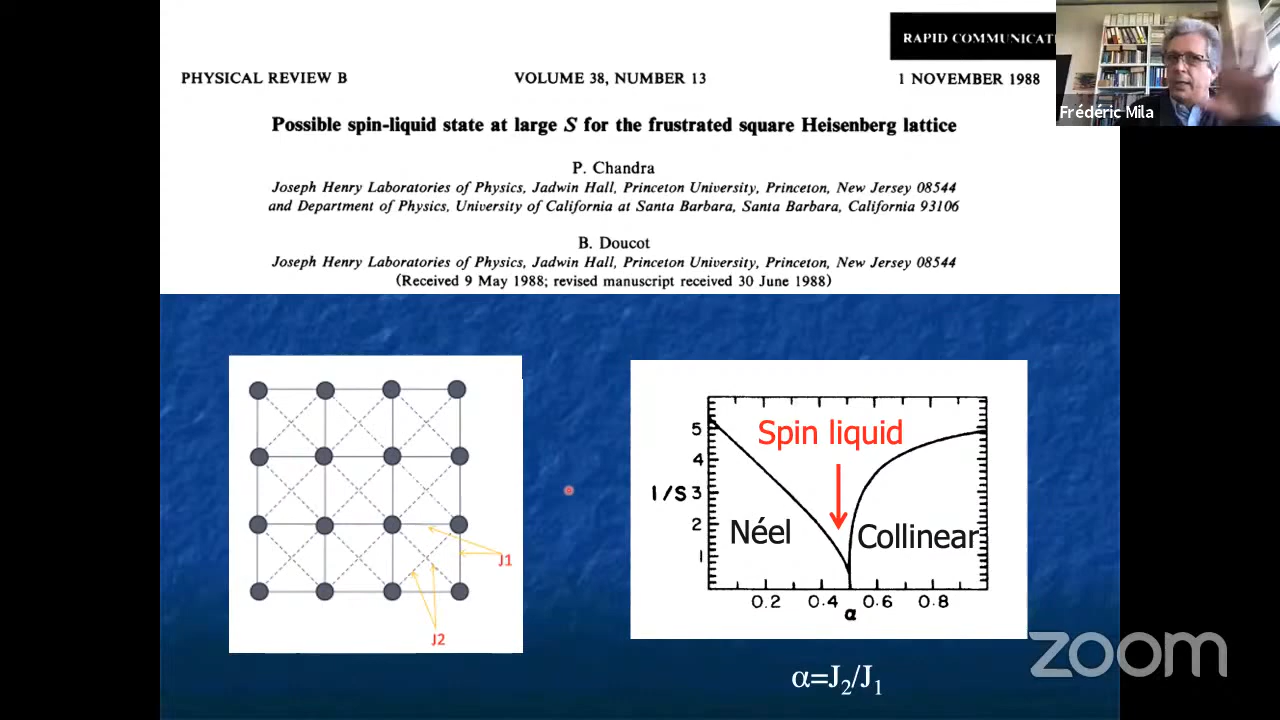 RAPID COMMUNICATI
PHYSICAL REVIEW B VOLUME 38, NUMBER 13 1 NOVEMBER 1988
Frédéric Mila
Possible spin-liquid state at large S for the frustrated square Heisenberg lattice
P. Chandra
Joseph Henry Laboratories of Physics, Jadwin Hall, Princeton University, Princeton, New Jersey 08544
and Department of Physics, University of California at Santa Barbara, Santa Barbara, California 93106
B. Doucot
Joseph Henry Laboratories of Physics, Jadwin Hall, Princeton University, Princeton, New Jersey 08544
(Received 9 May 1988; revised manuscript received 30 June 1988)
J1
J2
5
4
3
2
1
1/S
Spin liquid
Néel
Collinear
0.2 0.4 0.6 0.8
α
α=J₂/J₁
zoom